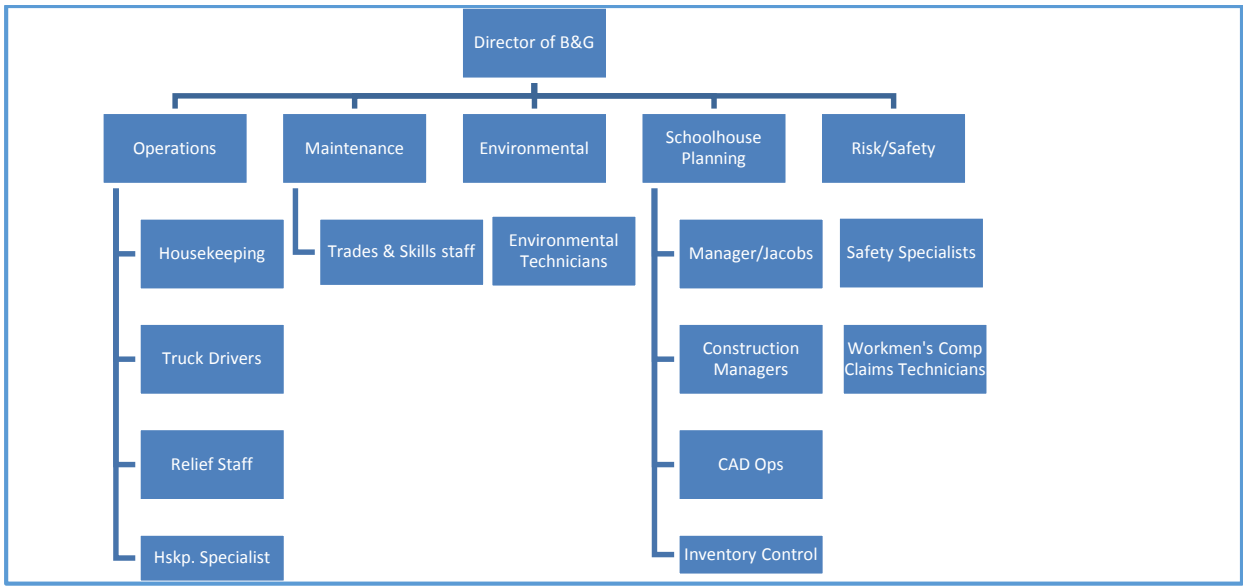 Director of B&G
Operations
Maintenance
Environmental
Schoolhouse
Planning
Risk/Safety
Housekeeping
Trades & Skills staff
Environmental
Technicians
Manager/Jacobs
Safety Specialists
Truck Drivers
Construction
Managers
Workmen's Comp
Claims Technicians
Relief Staff
CAD Ops
Hskp. Specialist
Inventory Control